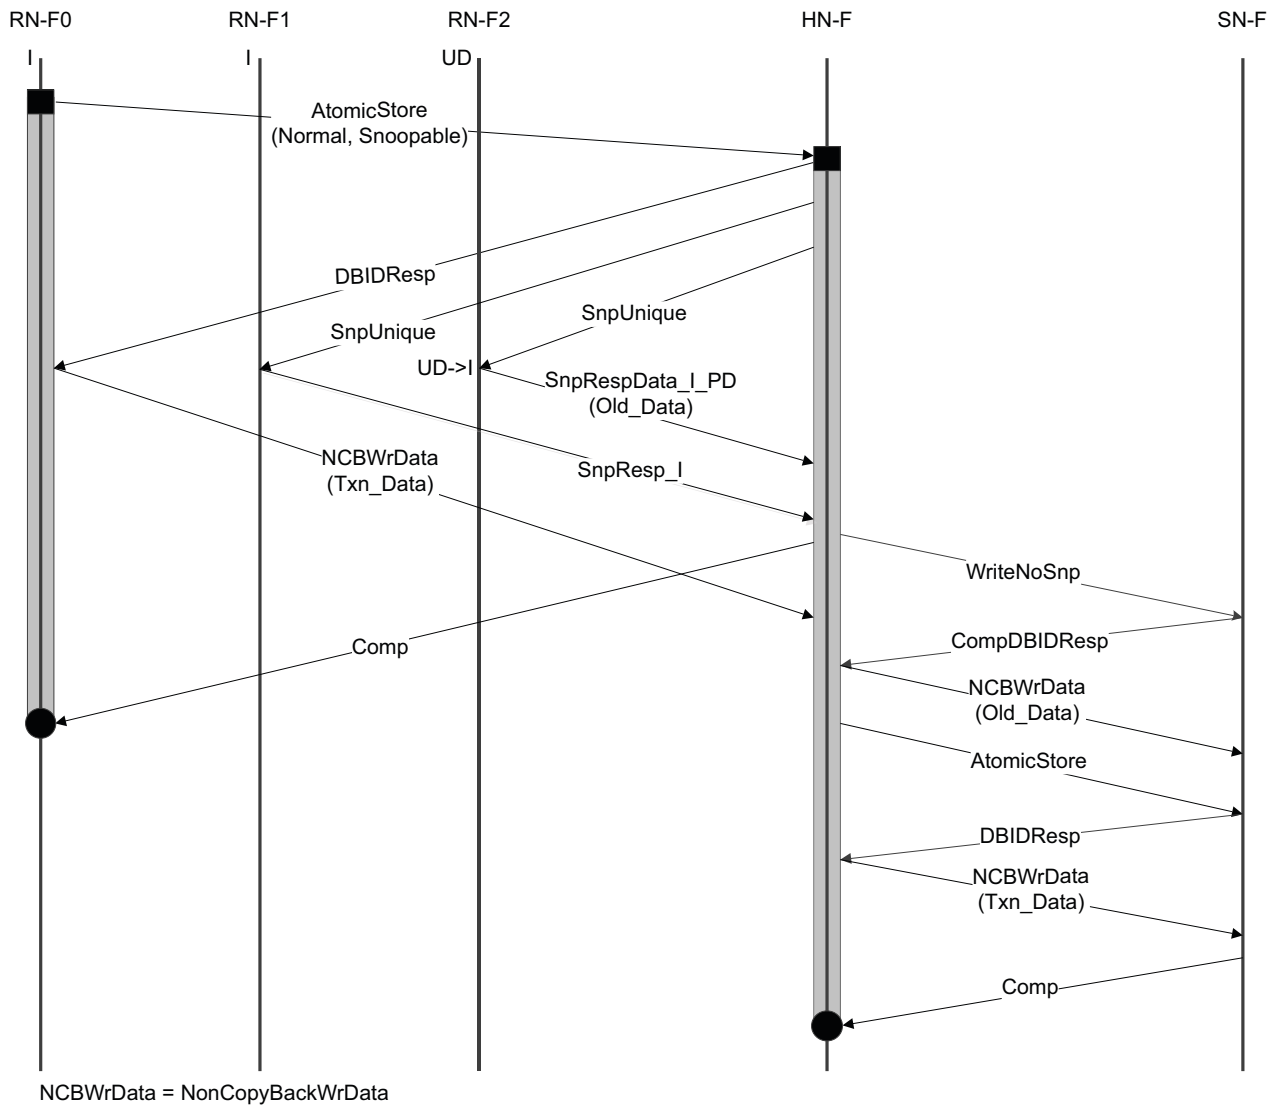 RN-F0
RN-F1
RN-F2
HN-F
SN-F
I
I
UD
AtomicStore
(Normal, Snoopable)
DBIDResp
SnpUnique
SnpUnique
UD->I
SnpRespData_I_PD
(Old_Data)
NCBWrData
(Txn_Data)
SnpResp_I
WriteNoSnp
CompDBIDResp
Comp
NCBWrData
(Old_Data)
AtomicStore
DBIDResp
NCBWrData
(Txn_Data)
Comp
NCBWrData = NonCopyBackWrData